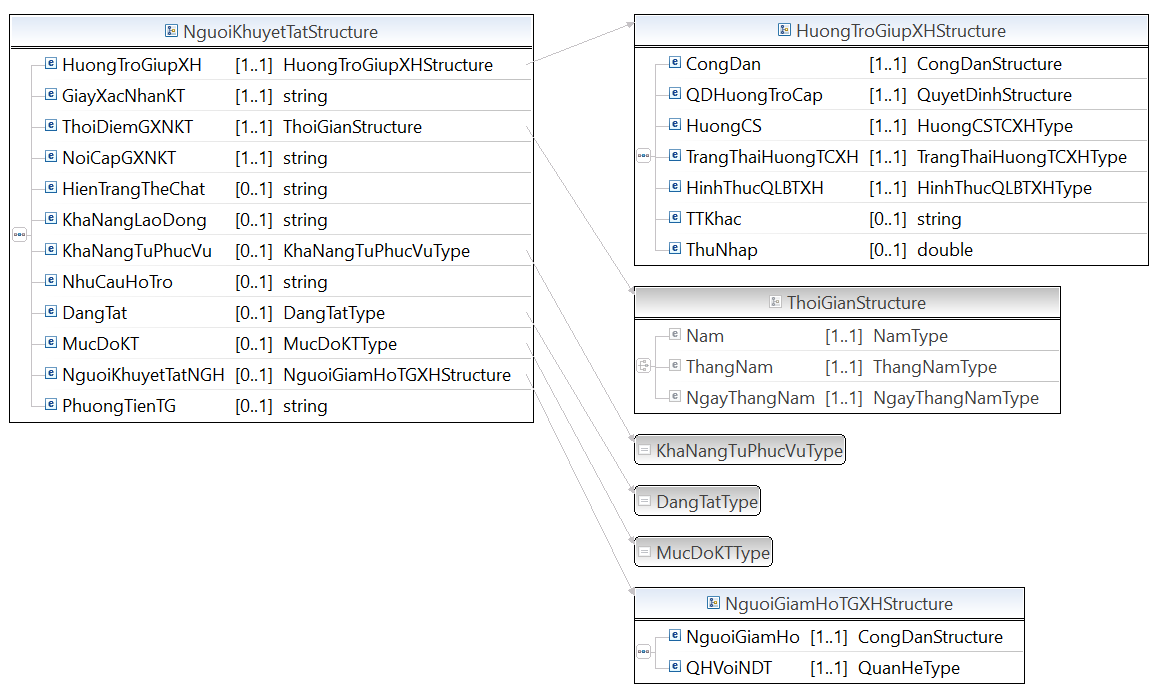 NguoiKhuyetTatStructure
HuongTroGiupXH [1..1] HuongTroGiupXHStructure
GiayXacNhanKT [1..1] string
ThoiDiemGXNKT [1..1] ThoiGianStructure
NoiCapGXNKT [1..1] string
HienTrangTheChat [0..1] string
KhaNangLaoDong [0..1] string
KhaNangTuPhucVu [0..1] KhaNangTuPhucVuType
NhuCauHoTro [0..1] string
DangTat [0..1] DangTatType
MucDoKT [0..1] MucDoKTType
NguoiKhuyetTatNGH [0..1] NguoiGiamHoTGXHStructure
PhuongTienTG [0..1] string
HuongTroGiupXHStructure
CongDan [1..1] CongDanStructure
QDHuongTroCap [1..1] QuyetDinhStructure
HuongCS [1..1] HuongCSTCXHType
TrangThaiHuongTCXH [1..1] TrangThaiHuongTCXHType
HinhThucQLBTXH [1..1] HinhThucQLBTXHType
TTKhac [0..1] string
ThuNhap [0..1] double
ThoiGianStructure
Nam [1..1] NamType
ThangNam [1..1] ThangNamType
NgayThangNam [1..1] NgayThangNamType
KhaNangTuPhucVuType
DangTatType
MucDoKTType
NguoiGiamHoTGXHStructure
NguoiGiamHo [1..1] CongDanStructure
QHVoiNDT [1..1] QuanHeType